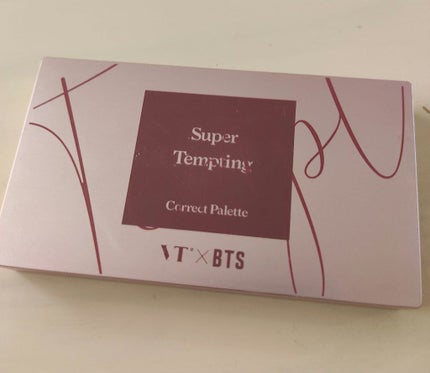 Super
Tempting
Correct Palette
VT × BTS